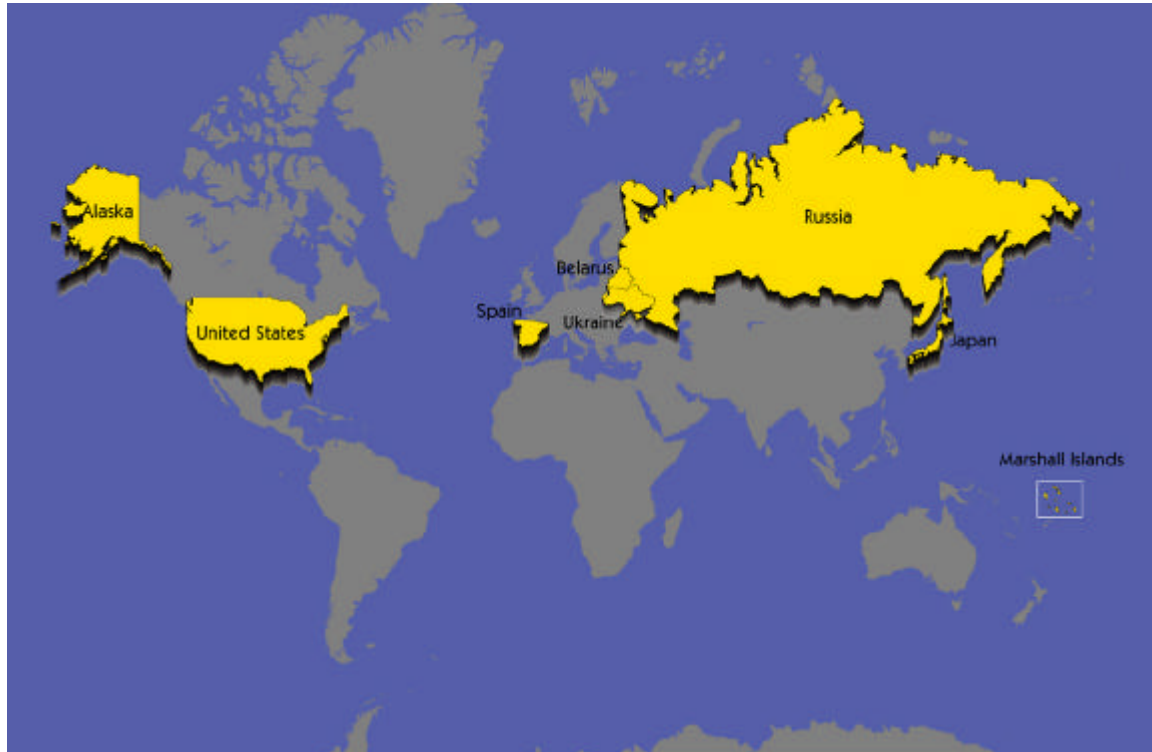 Alaska
Russia
Belarus
Spain
Ukraine
United States
Japan
Marshall Islands